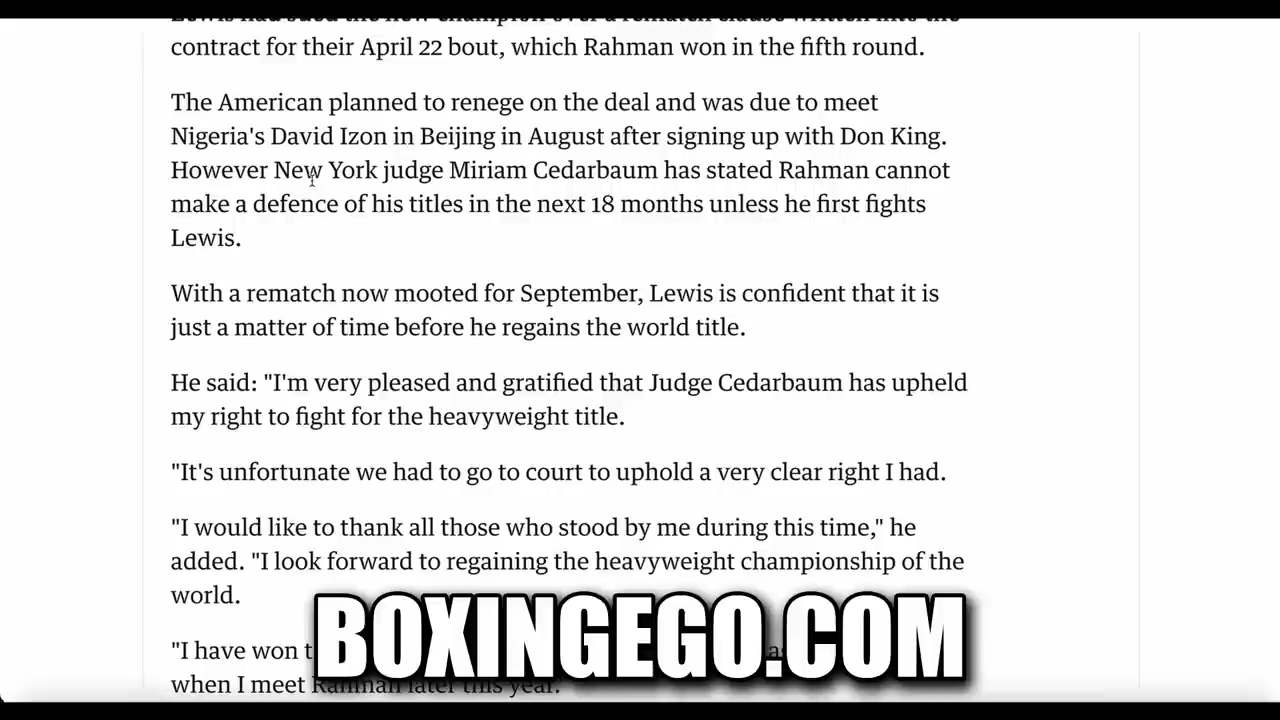 contract for their April 22 bout, which Rahman won in the fifth round.
The American planned to renege on the deal and was due to meet
Nigeria's David Izon in Beijing in August after signing up with Don King.
However New York judge Miriam Cedarbaum has stated Rahman cannot
make a defence of his titles in the next 18 months unless he first fights
Lewis.
With a rematch now mooted for September, Lewis is confident that it is
just a matter of time before he regains the world title.
He said: "I'm very pleased and gratified that Judge Cedarbaum has upheld
my right to fight for the heavyweight title.
"It's unfortunate we had to go to court to uphold a very clear right I had.
"I would like to thank all those who stood by me during this time," he
added. "I look forward to regaining the heavyweight championship of the
world.
"I have won
when I meet Rahman later this year.
BOXINGEGO.COM